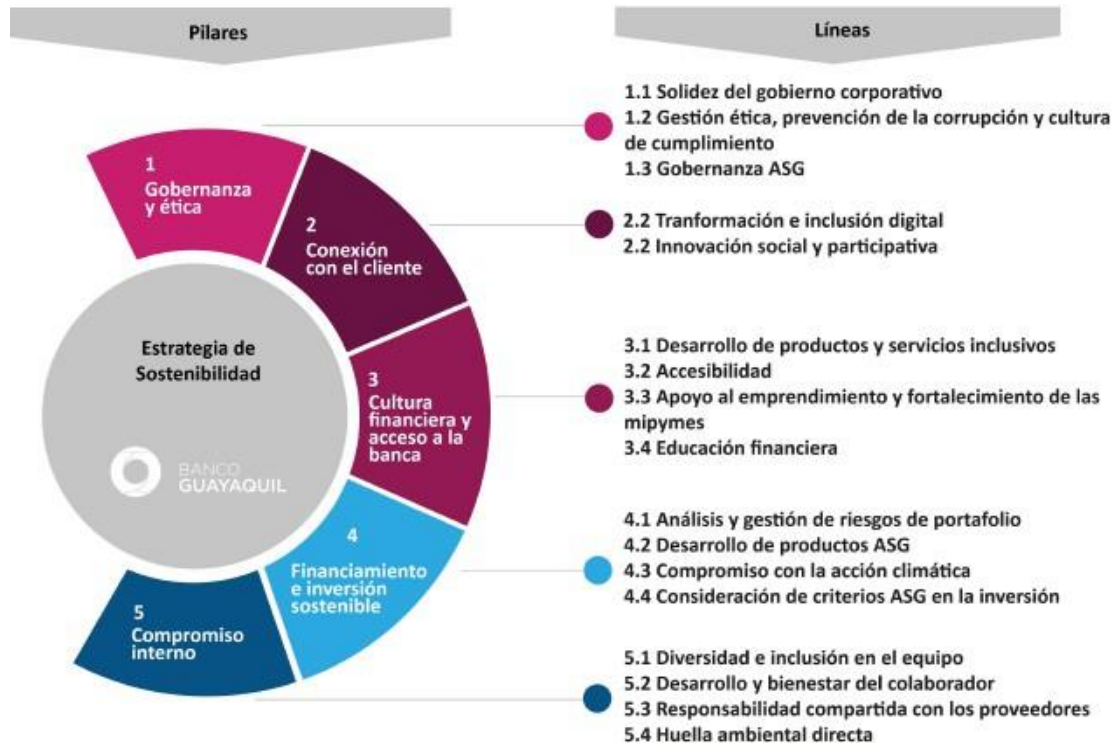 Pilares
Líneas
1
Gobernanza
y ética
1.1 Solidez del gobierno corporativo
1.2 Gestión ética, prevención de la corrupción y cultura
de cumplimiento
1.3 Gobernanza ASG
2
Conexión
con el cliente
2.2 Tranformación e inclusión digital
2.2 Innovación social y participativa
Estrategia de
Sostenibilidad
BANCO
GUAYAQUIL
3
Cultura
financiera y
acceso a la
banca
3.1 Desarrollo de productos y servicios inclusivos
3.2 Accesibilidad
3.3 Apoyo al emprendimiento y fortalecimiento de las
mipymes
3.4 Educación financiera
4
Financiamiento
e inversión
sostenible
4.1 Análisis y gestión de riesgos de portafolio
4.2 Desarrollo de productos ASG
4.3 Compromiso con la acción climática
4.4 Consideración de criterios ASG en la inversión
5
Compromiso
interno
5.1 Diversidad e inclusión en el equipo
5.2 Desarrollo y bienestar del colaborador
5.3 Responsabilidad compartida con los proveedores
5.4 Huella ambiental directa